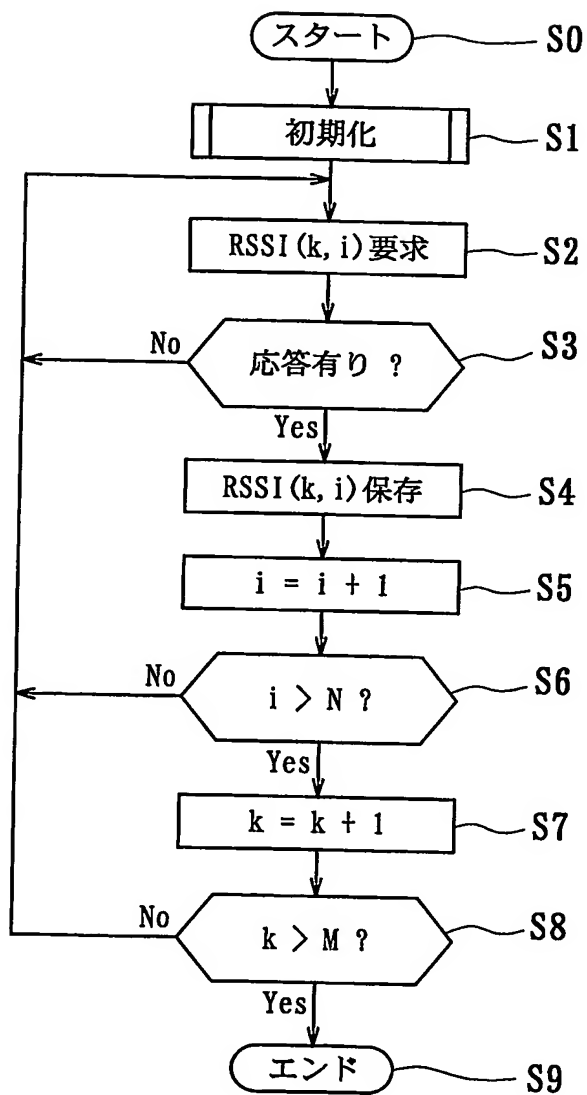 スタート S0
初期化 S1
RSSI(k,i)要求 S2
応答有り ? S3
No
Yes
RSSI(k,i)保存 S4
i = i + 1 S5
i > N ? S6
No
Yes
k = k + 1 S7
k > M ? S8
No
Yes
エンド S9